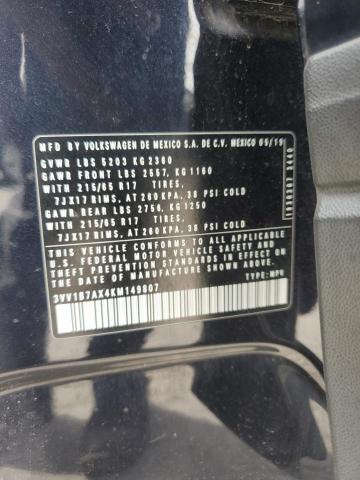 MFD BY VOLKSWAGEN DE MEXICO S.A. DE C.V. MEXICO 05/19
GVWR LBS 5203 KG 2360
GAWR FRONT LBS 2557, KG 1160
WITH 215/65 R17 TIRES,
7JX17 RIMS, AT 260 KPA, 38 PSI COLD
GAWR REAR LBS 2756, KG 1250
WITH 215/65 R17 TIRES,
7JX17 RIMS, AT 260 KPA, 38 PSI COLD
THIS VEHICLE CONFORMS TO ALL APPLICABLE
U.S. FEDERAL MOTOR VEHICLE SAFETY STANDARDS
IN EFFECT ON THE DATE OF MANUFACTURE SHOWN ABOVE.
3VV1B7AX4KM149807
TYPE: MPV